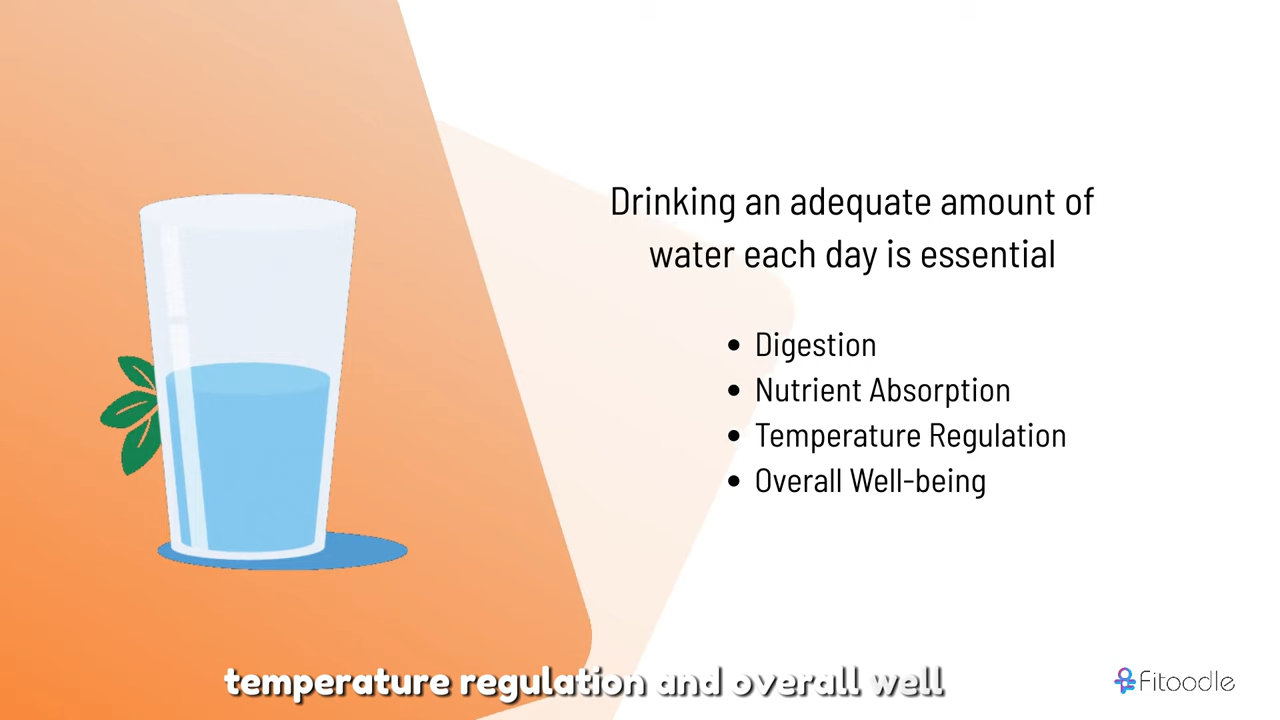 Drinking an adequate amount of
water each day is essential
• Digestion
• Nutrient Absorption
• Temperature Regulation
• Overall Well-being
temperature regulation and overall well
Fitoodle